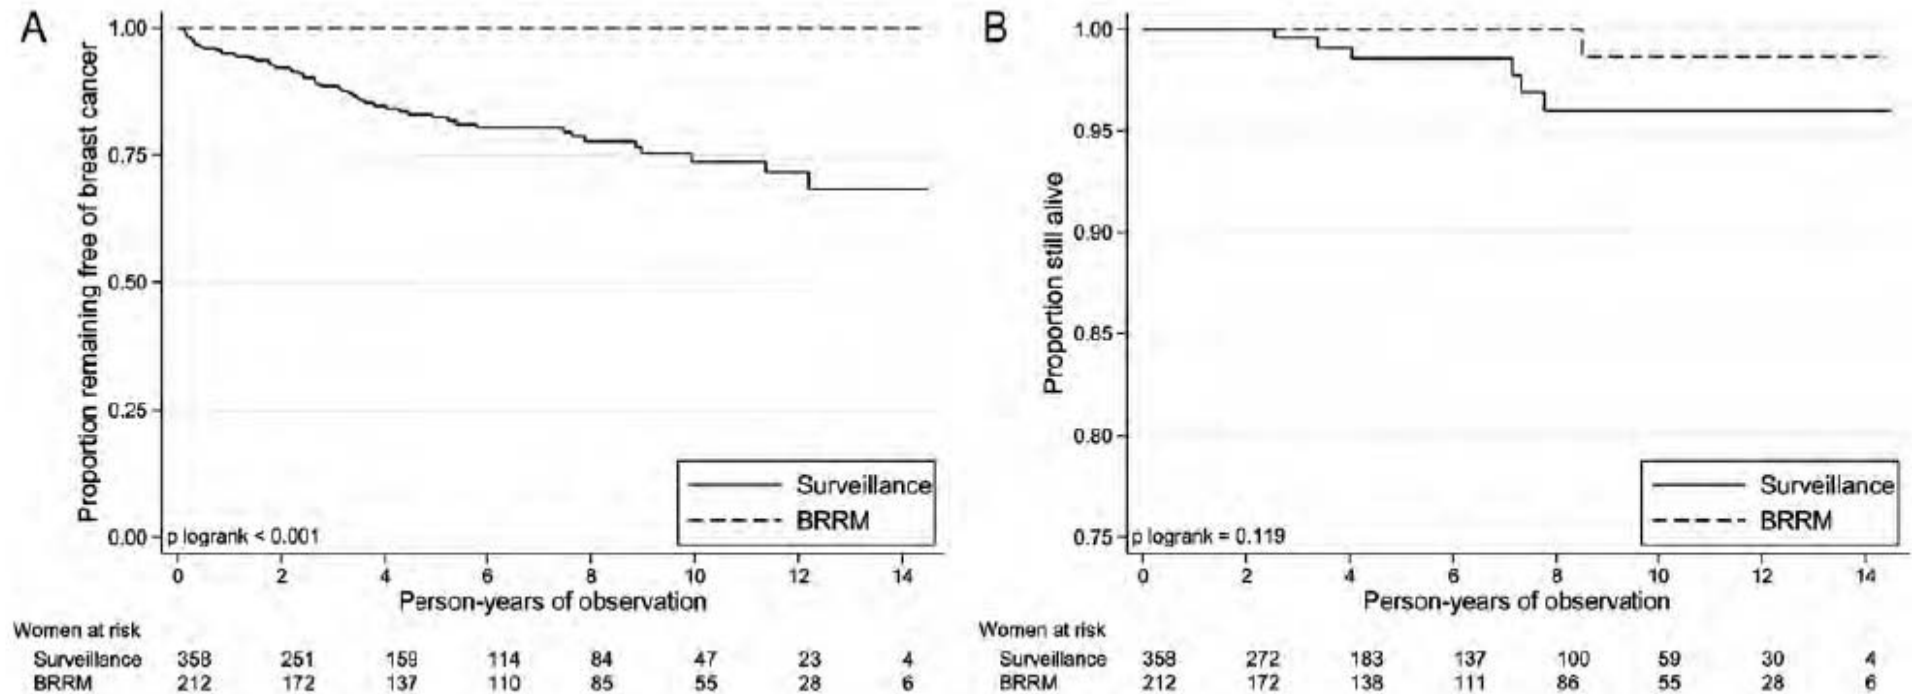 A
Proportion remaining free of breast cancer
1.00
0.75
0.50
0.25
0.00
p logrank < 0.001
Surveillance
BRRM
0 2 4 6 8 10 12 14
Person-years of observation
Women at risk
Surveillance 358 251 159 114 84 47 23 4
BRRM 212 172 137 110 85 55 28 6
B
Proportion still alive
1.00
0.95
0.90
0.85
0.80
0.75
p logrank = 0.119
Surveillance
BRRM
0 2 4 6 8 10 12 14
Person-years of observation
Women at risk
Surveillance 358 272 183 137 100 59 30 4
BRRM 212 172 138 111 86 55 28 6